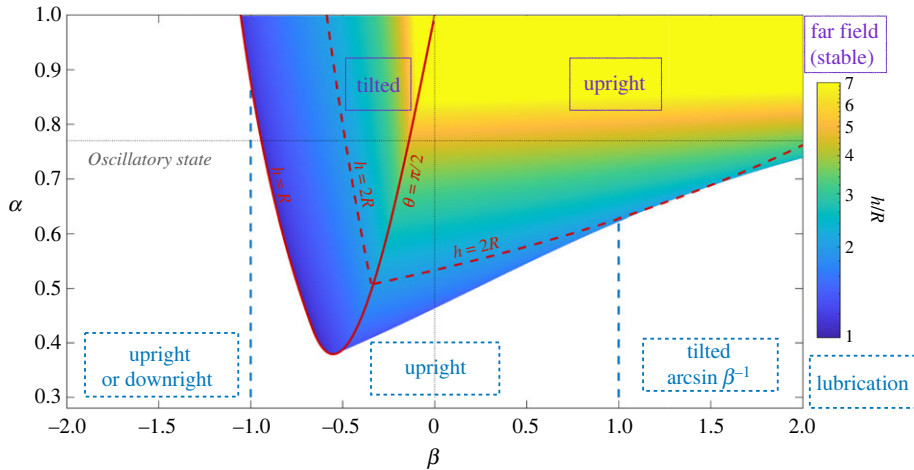 1.0
0.9
0.8
0.7
0.6
0.5
0.4
0.3
α
−2.0
−1.5
−1.0
−0.5
0
0.5
1.0
1.5
2.0
β
tilted
upright
far field
(stable)
Oscillatory state
h = R
h = 2R
θ = π/2
h = 2R
7
6
5
4
3
2
1
h/R
upright
or downright
upright
tilted
arcsin β⁻¹
lubrication